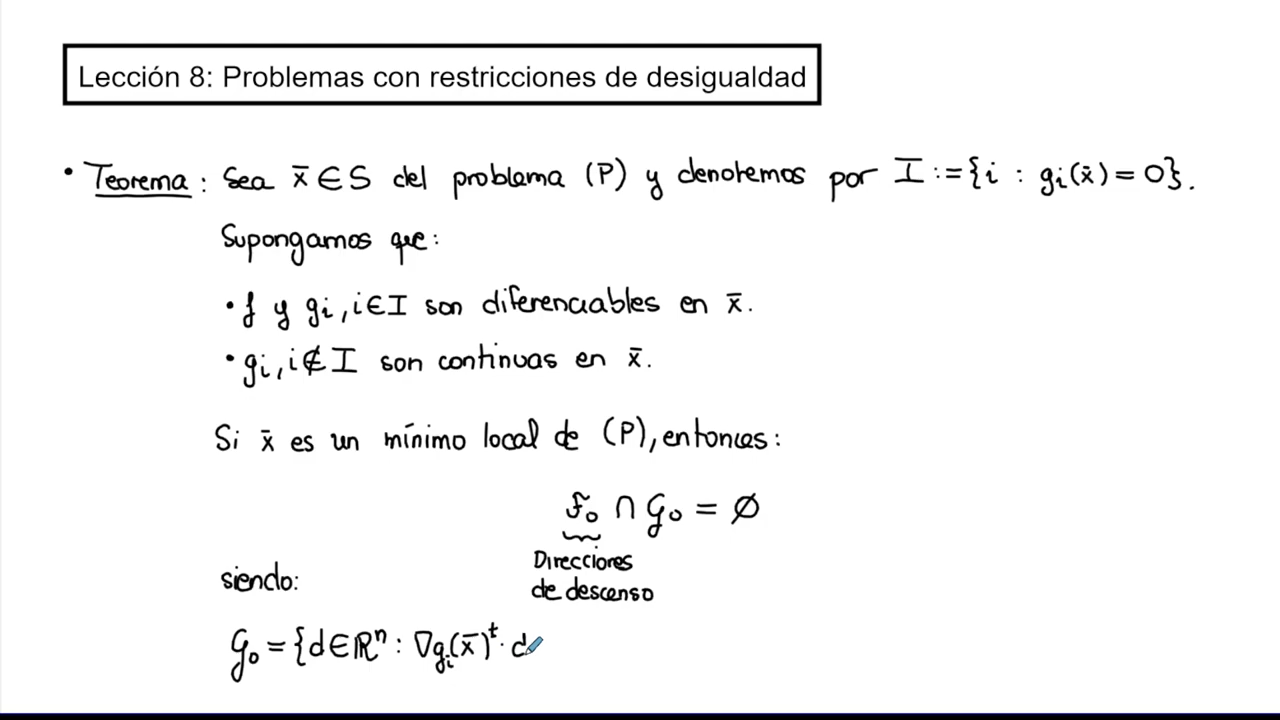 Lección 8: Problemas con restricciones de desigualdad
• Teorema: Sea x̄ ∈ S del problema (P) y denotemos por I := {i : gᵢ(x̄) = 0}.
Supongamos que:
• f y gᵢ, i ∈ I son diferenciables en x̄.
• gᵢ, i ∉ I son continuas en x̄.
Si x̄ es un mínimo local de (P), entonces:
F₀ ∩ G₀ = ∅
Direcciones
de descenso
siendo:
G₀ = {d ∈ ℝⁿ : ∇gᵢ(x̄)ᵗ · d